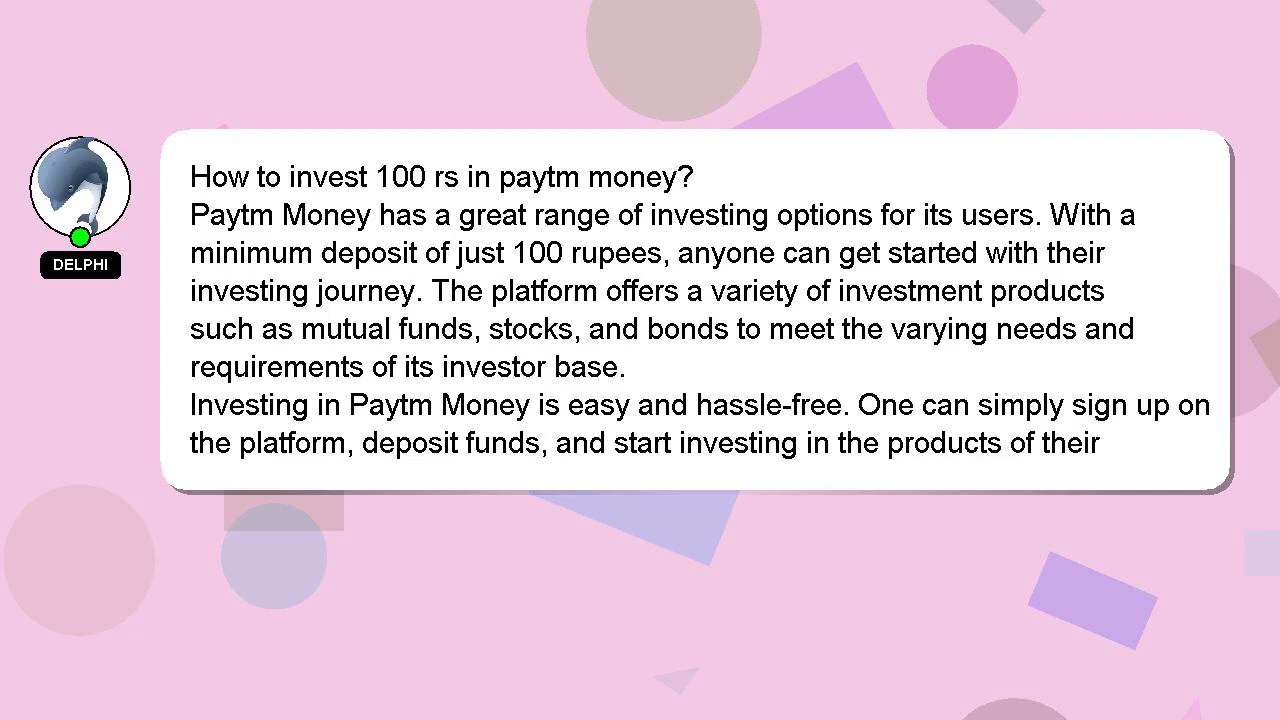 DELPHI
How to invest 100 rs in paytm money?
Paytm Money has a great range of investing options for its users. With a
minimum deposit of just 100 rupees, anyone can get started with their
investing journey. The platform offers a variety of investment products
such as mutual funds, stocks, and bonds to meet the varying needs and
requirements of its investor base.
Investing in Paytm Money is easy and hassle-free. One can simply sign up on
the platform, deposit funds, and start investing in the products of their